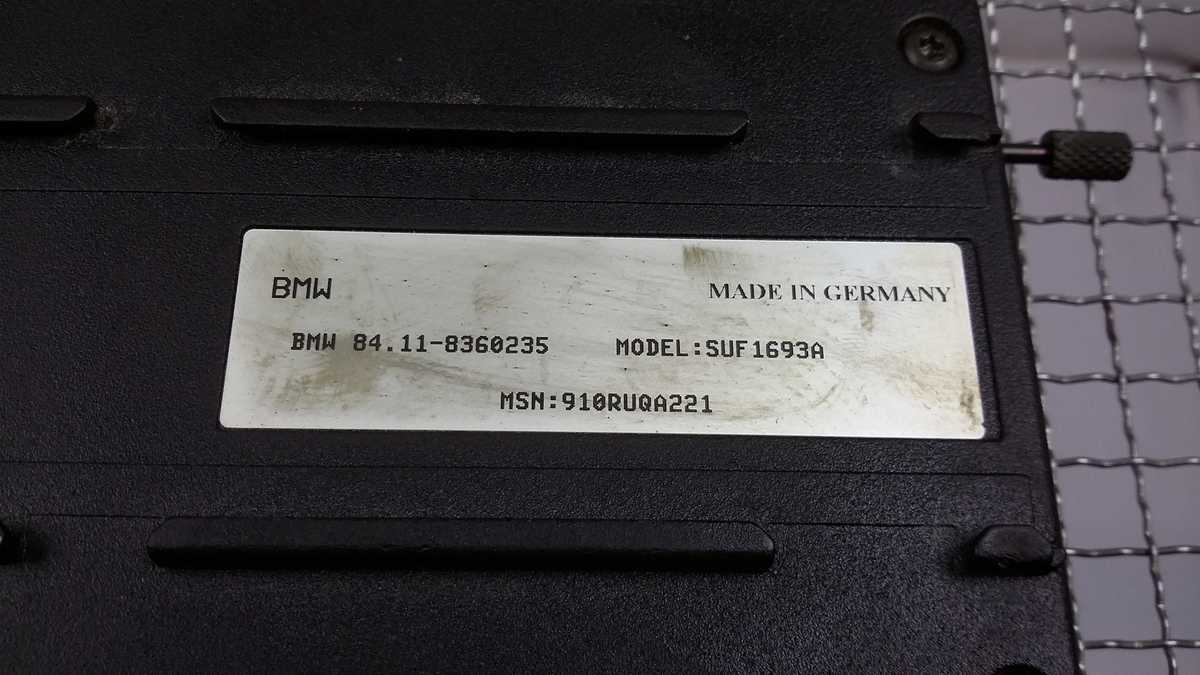 BMW MADE IN GERMANY
BMW 84.11-8360235 MODEL:SUF1693A
MSN:910RUQA221